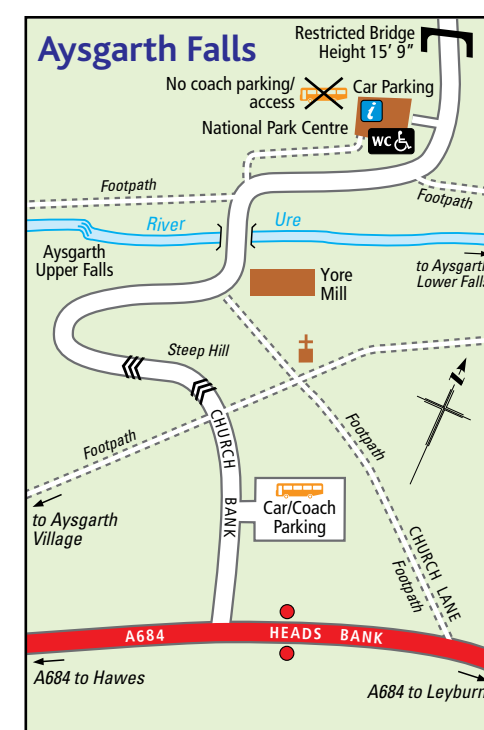 Aysgarth Falls
Restricted Bridge
Height 15' 9"
No coach parking/
access
Car Parking
i
National Park Centre
WC
Footpath
Footpath
River Ure
Aysgarth
Upper Falls
to Aysgarth
Lower Falls
Yore
Mill
Steep Hill
N
Footpath
Footpath
CHURCH BANK
Car/Coach
Parking
to Aysgarth
Village
CHURCH LANE
Footpath
A684 HEADS BANK
A684 to Hawes
A684 to Leyburn